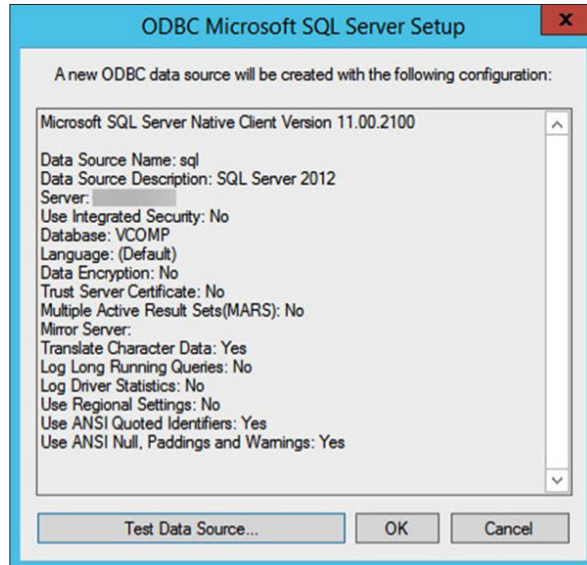 ODBC Microsoft SQL Server Setup
x
A new ODBC data source will be created with the following configuration:
Microsoft SQL Server Native Client Version 11.00.2100
Data Source Name: sql
Data Source Description: SQL Server 2012
Server:
Use Integrated Security: No
Database: VCOMP
Language: (Default)
Data Encryption: No
Trust Server Certificate: No
Multiple Active Result Sets(MARS): No
Mirror Server:
Translate Character Data: Yes
Log Long Running Queries: No
Log Driver Statistics: No
Use Regional Settings: No
Use ANSI Quoted Identifiers: Yes
Use ANSI Null, Paddings and Warnings: Yes
Test Data Source... OK Cancel